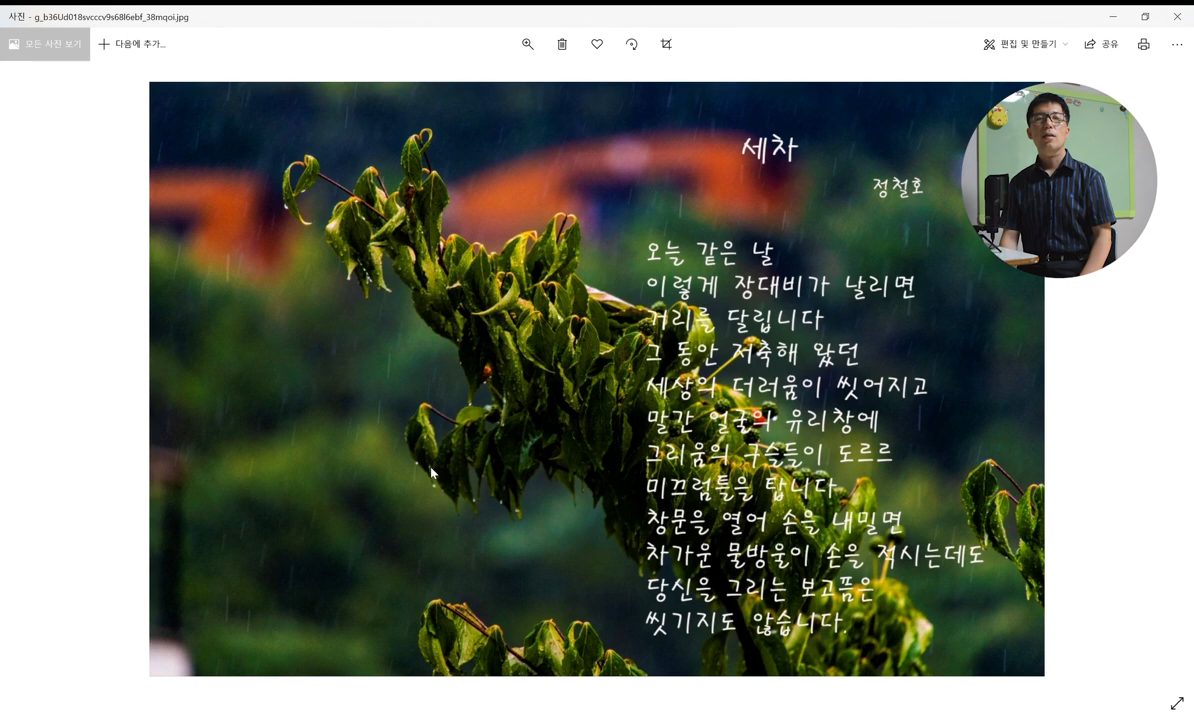 사진 - g_b36Ud018svcccv9s68l6ebf_38mqoi.jpg
모든 사진 보기
다음에 추가...
편집 및 만들기
공유
세차
정철호
오늘 같은 날
이렇게 장대비가 날리면
거리를 달립니다
그 동안 저축해 왔던
세상의 더러움이 씻어지고
말간 얼굴의 유리창에
그리움의 구슬들이 도르르
미끄럼틀을 탑니다
창문을 열어 손을 내밀면
차가운 물방울이 손을 적시는데도
당신을 그리는 보고픔은
씻기지도 않습니다.